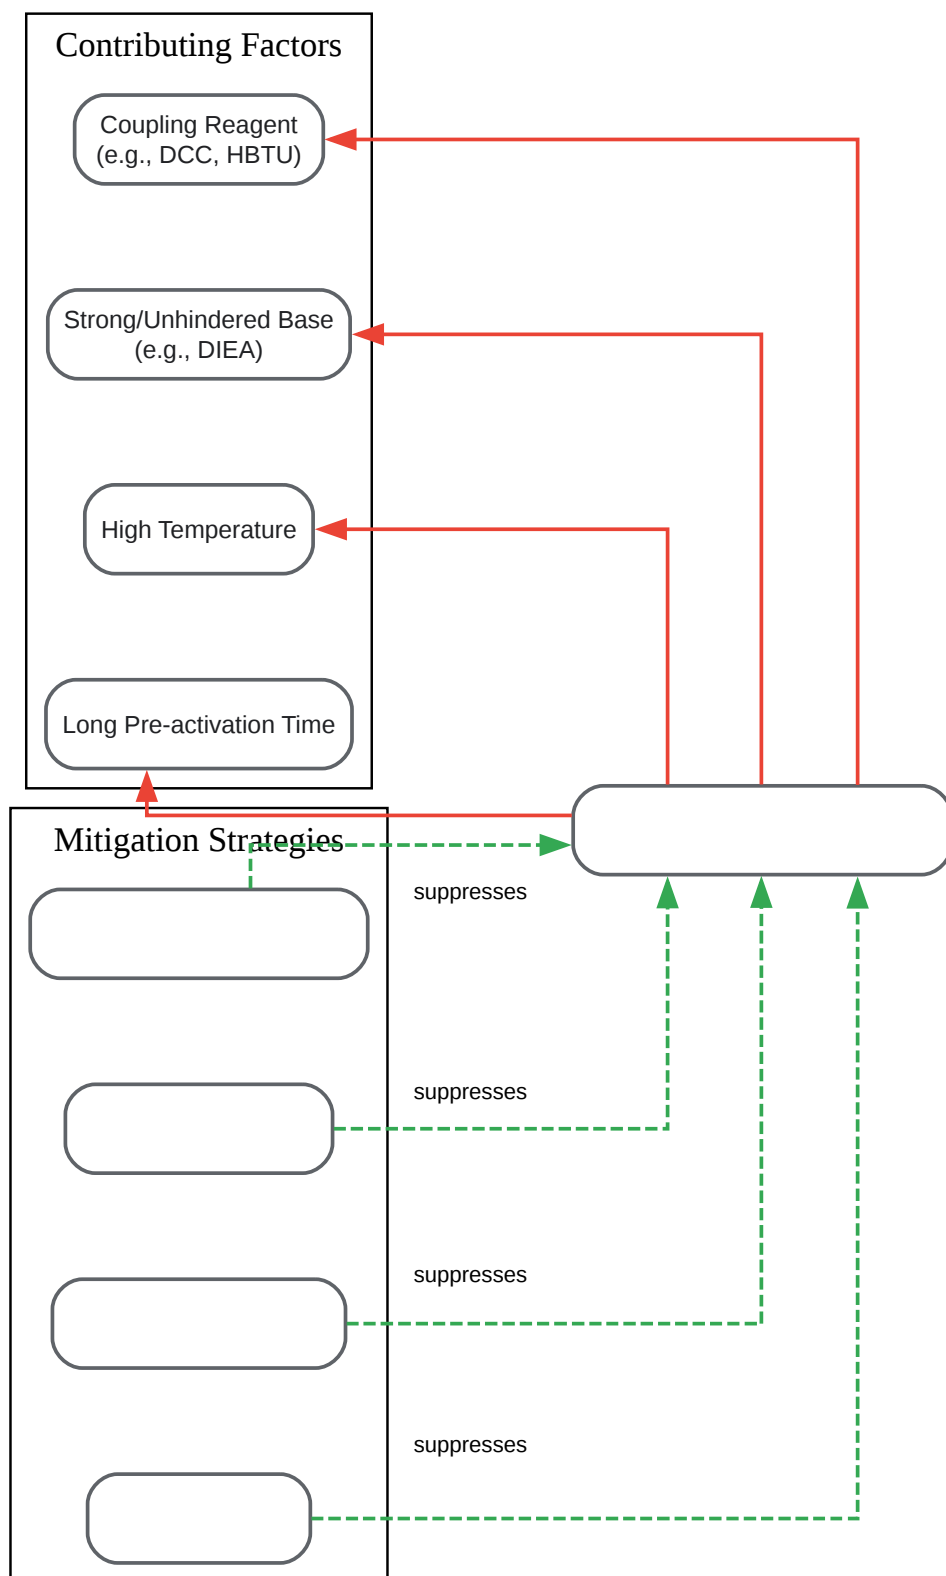 Contributing Factors
Coupling Reagent
(e.g., DCC, HBTU)
Strong/Unhindered Base
(e.g., DIEA)
High Temperature
Long Pre-activation Time
Mitigation Strategies
suppresses
suppresses
suppresses
suppresses